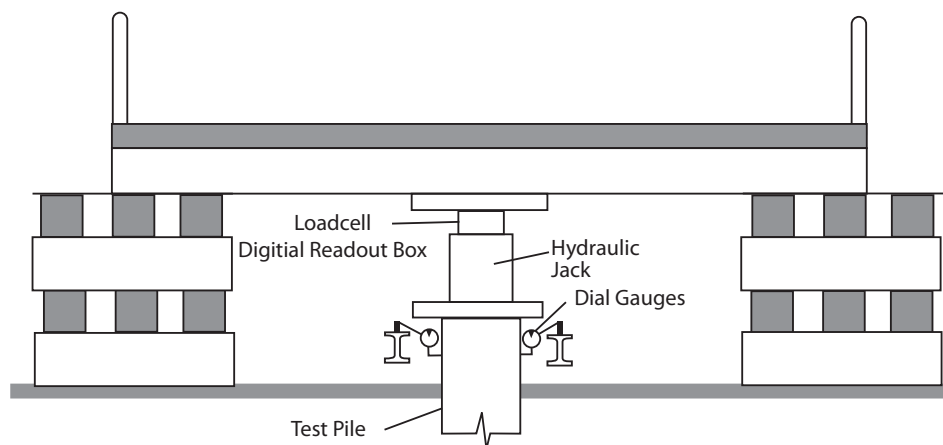 Loadcell
Digitial Readout Box
Hydraulic
Jack
Dial Gauges
Test Pile